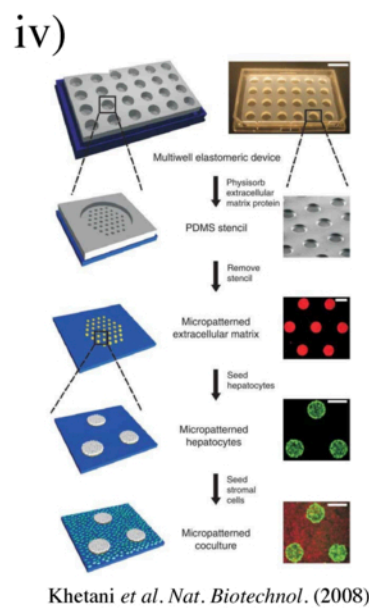 iv)
Multiwell elastomeric device
Physisorb
extracellular
matrix protein
PDMS stencil
Remove
stencil
Micropatterned
extracellular matrix
Seed
hepatocytes
Micropatterned
hepatocytes
Seed
stromal
cells
Micropatterned
coculture
Khetani et al. Nat. Biotechnol. (2008)